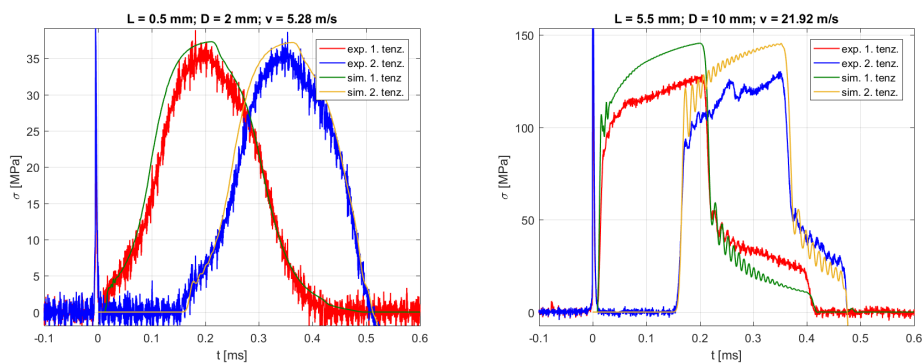 L = 0.5 mm; D = 2 mm; v = 5.28 m/s
35
30
25
20
15
10
5
0
σ [MPa]
exp. 1. tenz.
exp. 2. tenz.
sim. 1. tenz.
sim. 2. tenz.
-0.1 0 0.1 0.2 0.3 0.4 0.5 0.6
t [ms]
L = 5.5 mm; D = 10 mm; v = 21.92 m/s
150
100
50
0
σ [MPa]
exp. 1. tenz.
exp. 2. tenz.
sim. 1. tenz
sim. 2. tenz.
-0.1 0 0.1 0.2 0.3 0.4 0.5 0.6
t [ms]